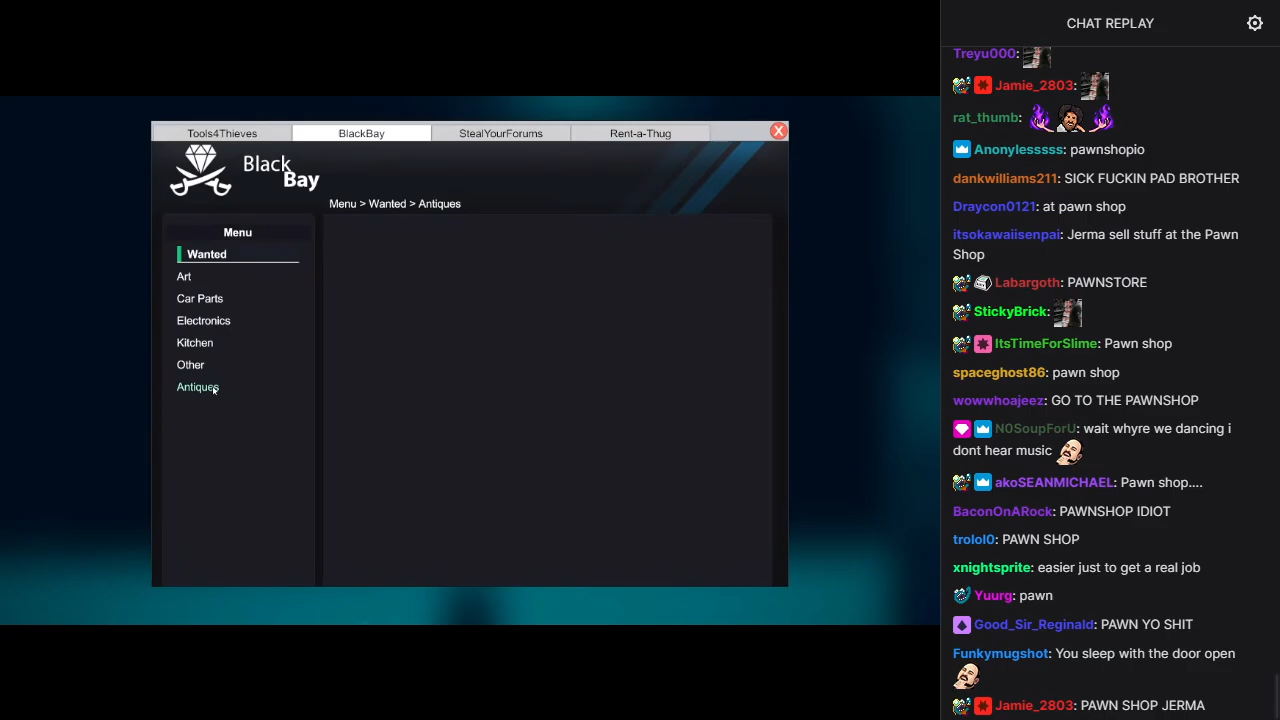 Tools4Thieves
BlackBay
StealYourForums
Rent-a-Thug
X
Black
Bay
Menu > Wanted > Antiques
Menu
Wanted
Art
Car Parts
Electronics
Kitchen
Other
Antiques
CHAT REPLAY
Treyu000:
Jamie_2803:
rat_thumb:
Anonylesssss: pawnshopio
dankwilliams211: SICK FUCKIN PAD BROTHER
Draycon0121: at pawn shop
itsokawaiisenpai: Jerma sell stuff at the Pawn
Shop
Labargoth: PAWNSTORE
StickyBrick:
ItsTimeForSlime: Pawn shop
spaceghost86: pawn shop
wowwhoajeez: GO TO THE PAWNSHOP
N0SoupForU: wait whyre we dancing i
dont hear music
akoSEANMICHAEL: Pawn shop....
BaconOnARock: PAWNSHOP IDIOT
trolol0: PAWN SHOP
xnightsprite: easier just to get a real job
Yuurg: pawn
Good_Sir_Reginald: PAWN YO SHIT
Funkymugshot: You sleep with the door open
Jamie_2803: PAWN SHOP JERMA